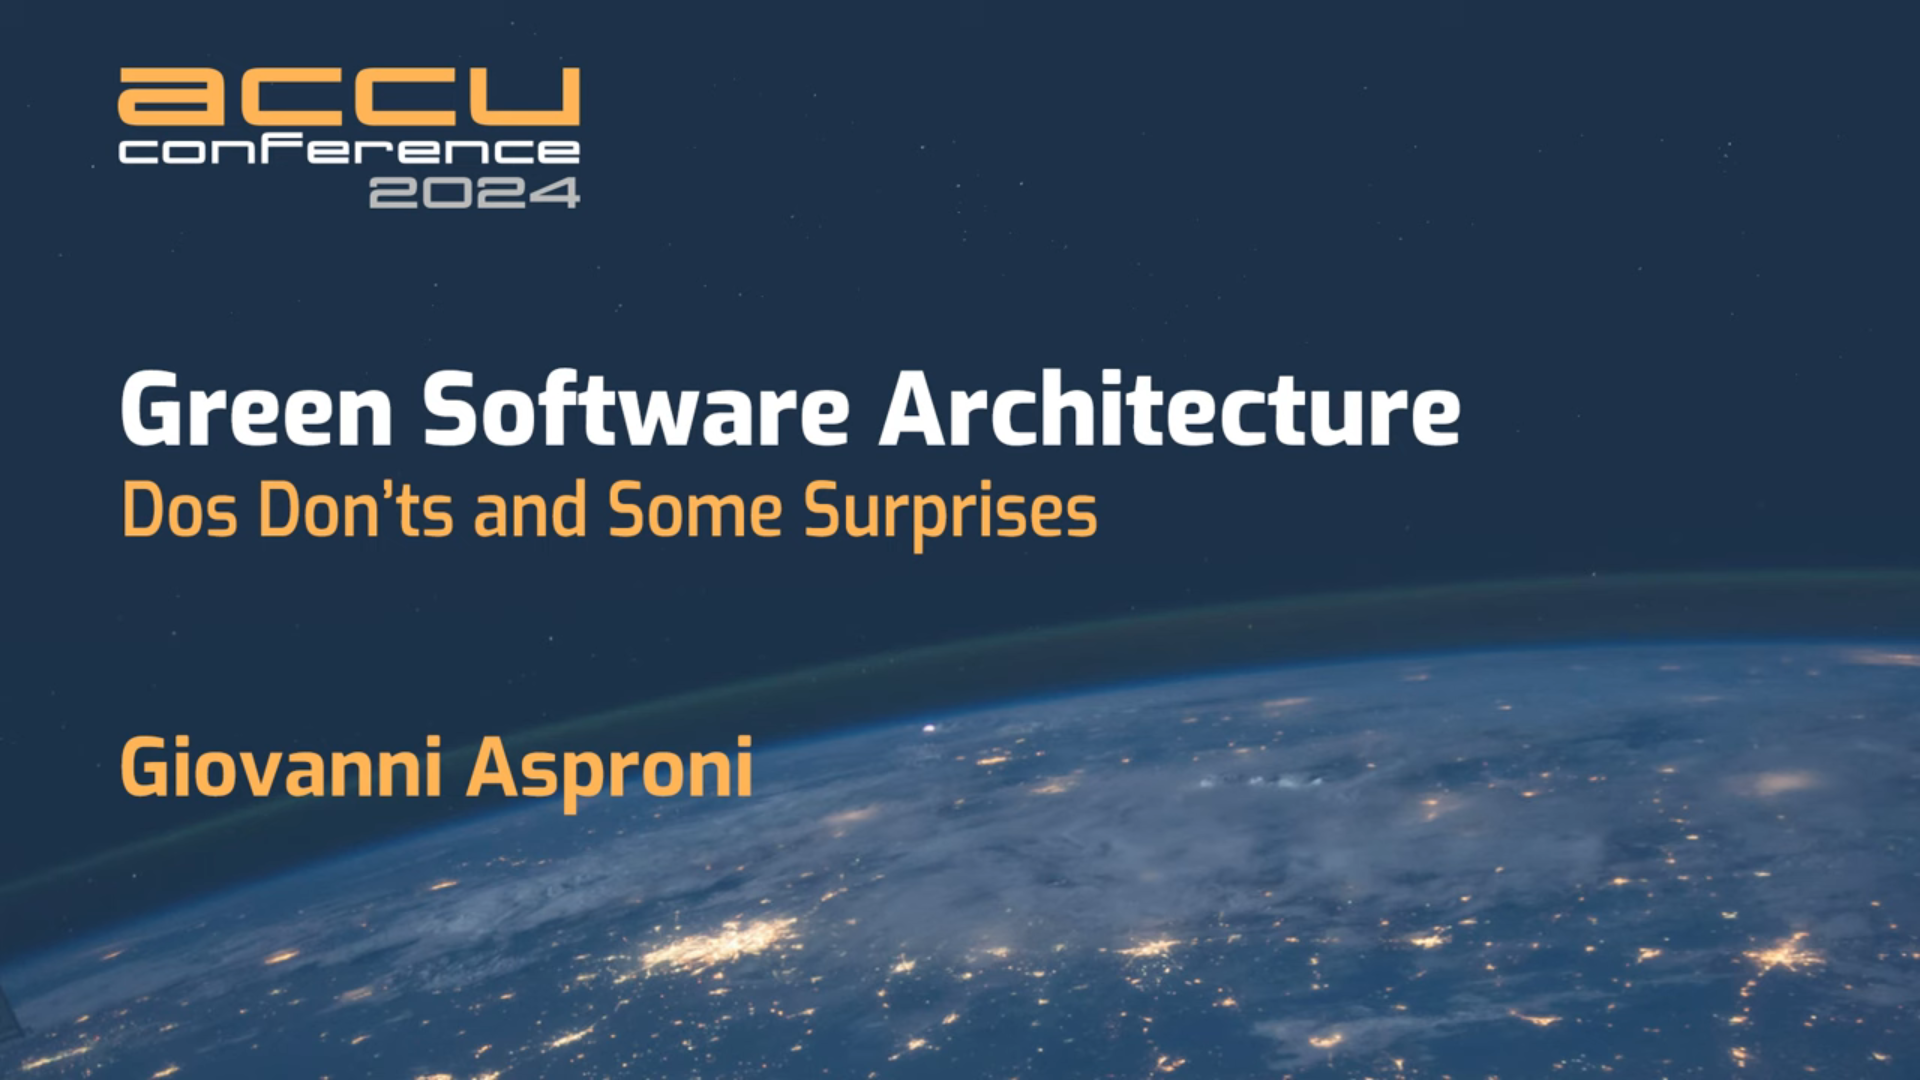 accu
conference
2024
Green Software Architecture
Dos Don'ts and Some Surprises
Giovanni Asproni